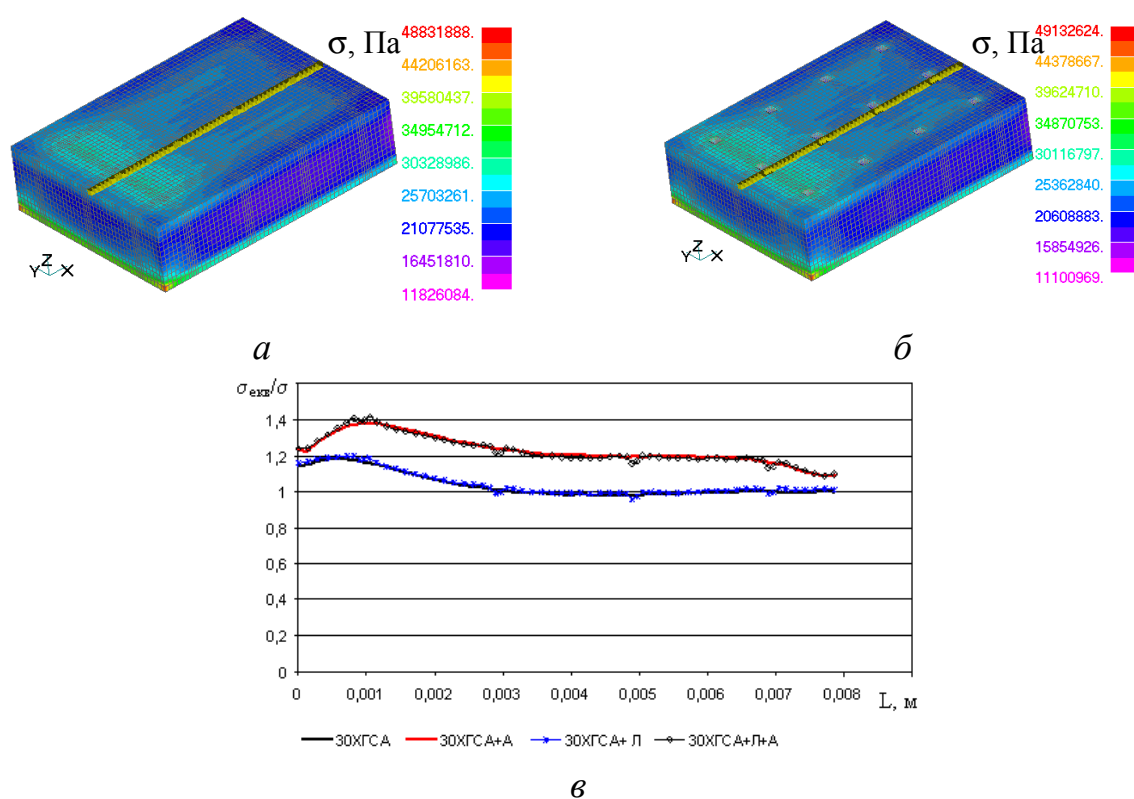 σ, Па
48831888.
44206163.
39580437.
34954712.
30328986.
25703261.
21077535.
16451810.
11826084.
Z
Y X
а
σ, Па
49132624.
44378667.
39624710.
34870753.
30116797.
25362840.
20608883.
15854926.
11100969.
Z
Y X
б
σекв/σ
1,4
1,2
1
0,8
0,6
0,4
0,2
0
0 0,001 0,002 0,003 0,004 0,005 0,006 0,007 0,008 L, м
30ХГСА 30ХГСА+А 30ХГСА+ Л 30ХГСА+Л+А
в